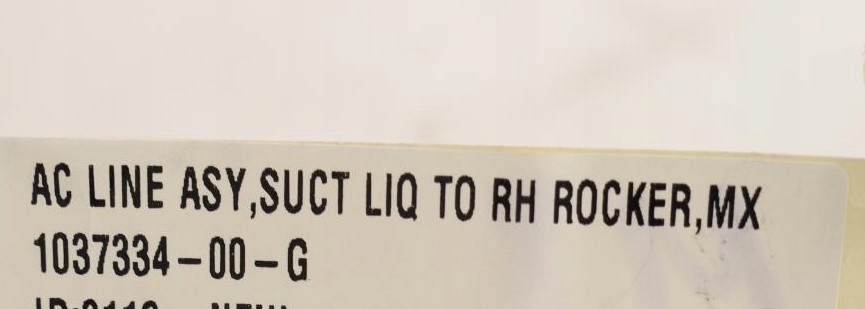 AC LINE ASY,SUCT LIQ TO RH ROCKER,MX
1037334-00-G